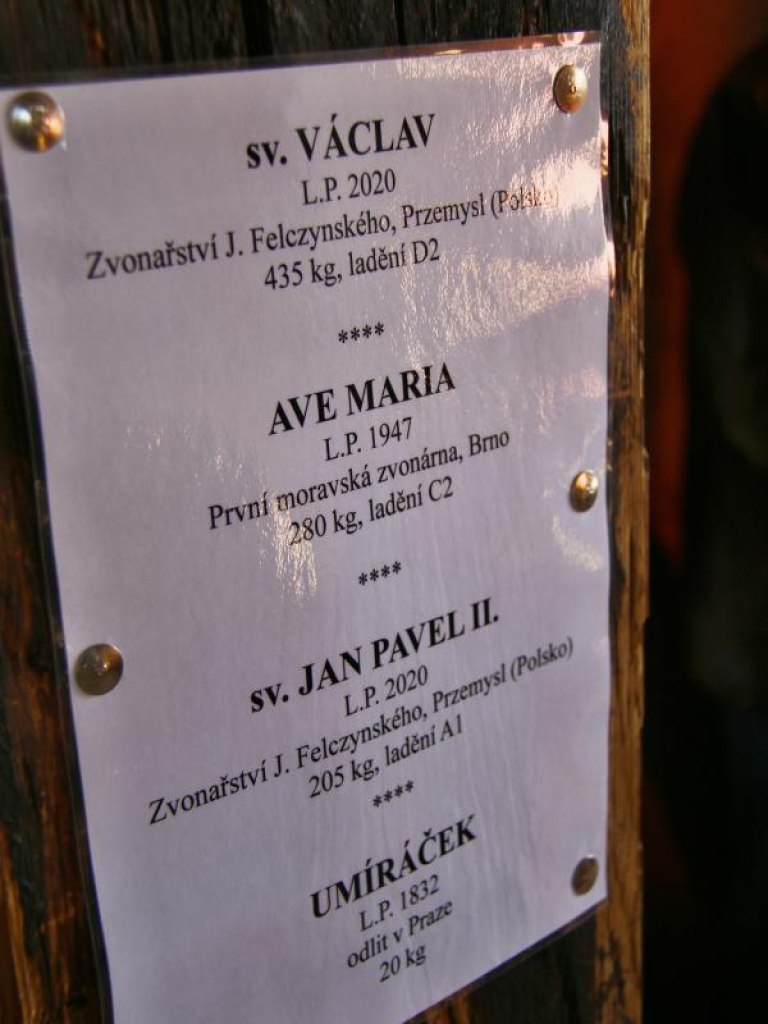 sv. VÁCLAV
L.P. 2020
Zvonařství J. Felczynského, Przemysl (Polsko)
435 kg, ladění D2
****
AVE MARIA
L.P. 1947
První moravská zvonárna, Brno
280 kg, ladění C2
****
sv. JAN PAVEL II.
L.P. 2020
Zvonařství J. Felczynského, Przemysl (Polsko)
205 kg, ladění A1
****
UMÍRÁČEK
L.P. 1832
odlit v Praze
20 kg